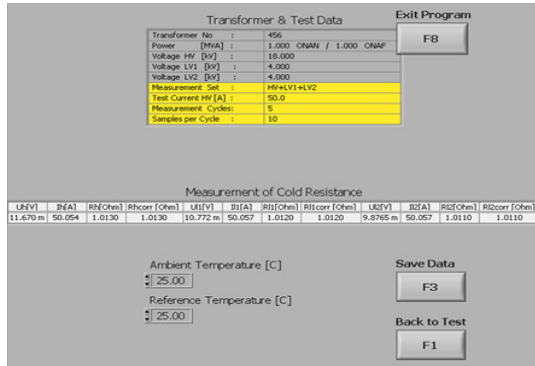 Transformer & Test Data
Exit Program
F8
Transformer No : 456
Power [MVA] : 1.000 ONAN / 1.000 ONAF
Voltage HV [kV] : 18.000
Voltage LV1 [kV] : 4.000
Voltage LV2 [kV] : 4.000
Measurement Set : HV+LV1+LV2
Test Current HV [A] : 50.0
Measurement Cycles: 5
Samples per Cycle : 10
Measurement of Cold Resistance
Uh[V] Ih[A] Rh[Ohm] Rhcorr [Ohm] Ul1[V] Il1[A] Rl1[Ohm] Rl1corr [Ohm] Ul2[V] Il2[A] Rl2[Ohm] Rl2corr [Ohm]
11.670 m 50.054 1.0130 1.0130 10.772 m 50.057 1.0120 1.0120 9.8765 m 50.057 1.0110 1.0110
Ambient Temperature [C]
25.00
Reference Temperature [C]
25.00
Save Data
F3
Back to Test
F1